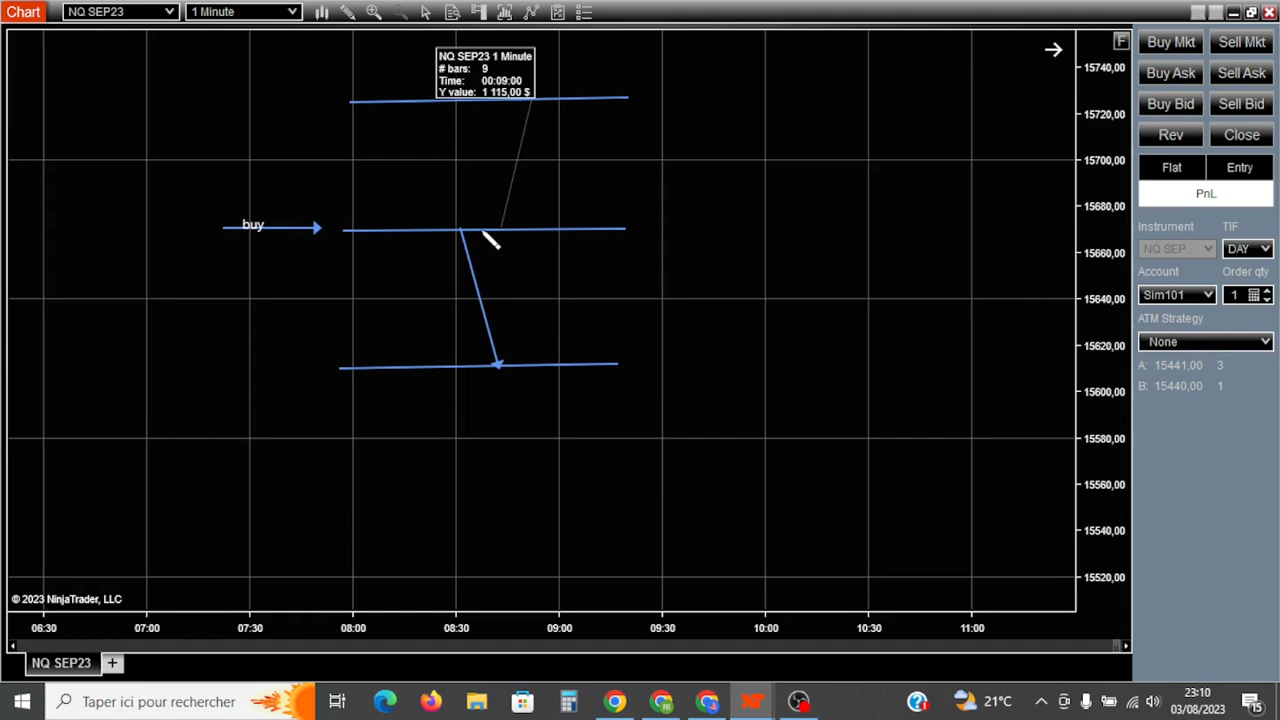 Chart NQ SEP23 1 Minute
NQ SEP23 1 Minute
# bars: 9
Time: 00:09:00
Y value: 1 115,00 $
buy
F
15740,00
15720,00
15700,00
15680,00
15660,00
15640,00
15620,00
15600,00
15580,00
15560,00
15540,00
15520,00
© 2023 NinjaTrader, LLC
06:30 07:00 07:30 08:00 08:30 09:00 09:30 10:00 10:30 11:00
NQ SEP23 +
Buy Mkt Sell Mkt
Buy Ask Sell Ask
Buy Bid Sell Bid
Rev Close
Flat Entry
PnL
Instrument TIF
NQ SEP... DAY
Account Order qty
Sim101 1
ATM Strategy
None
A: 15441,00 3
B: 15440,00 1
Taper ici pour rechercher
21°C
23:10
03/08/2023
15